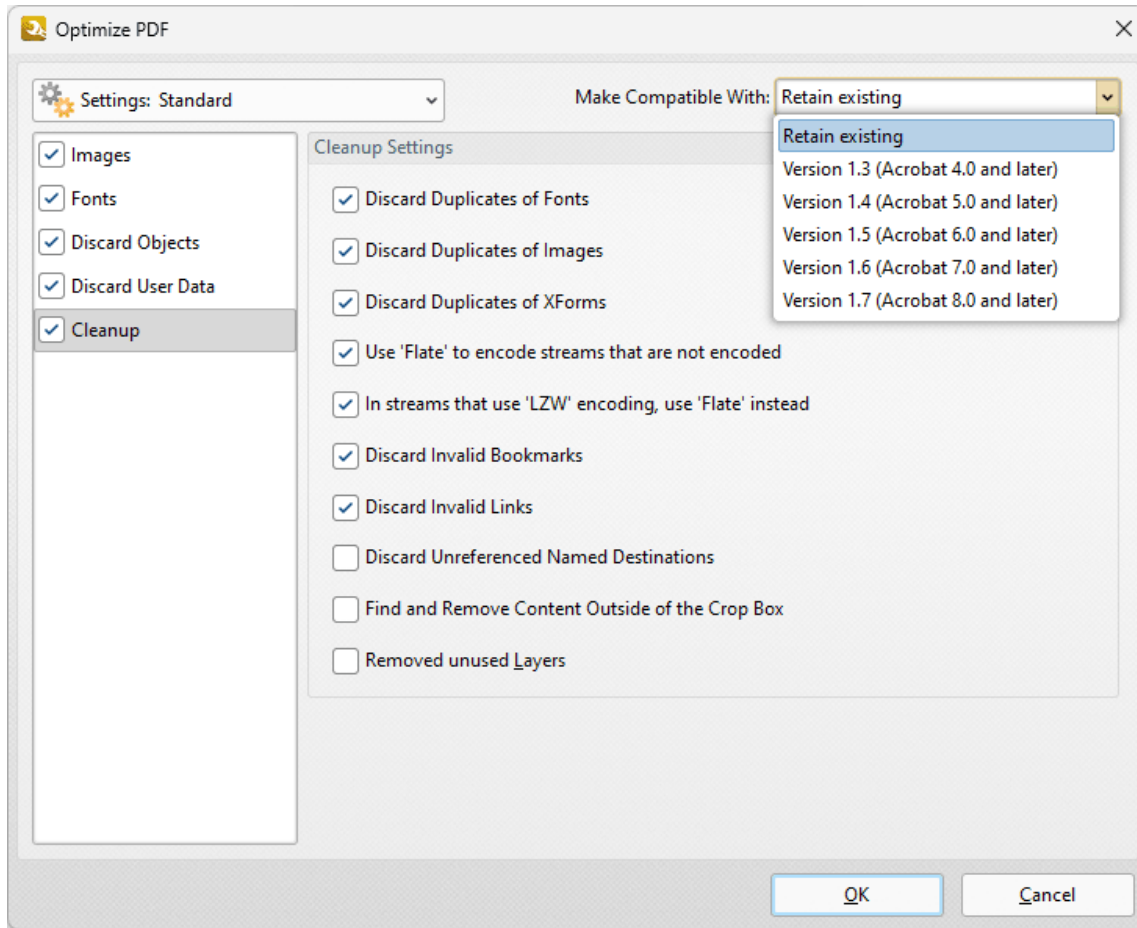 Optimize PDF
Settings: Standard
Make Compatible With: Retain existing
Retain existing
Version 1.3 (Acrobat 4.0 and later)
Version 1.4 (Acrobat 5.0 and later)
Version 1.5 (Acrobat 6.0 and later)
Version 1.6 (Acrobat 7.0 and later)
Version 1.7 (Acrobat 8.0 and later)
Images
Fonts
Discard Objects
Discard User Data
Cleanup
Cleanup Settings
Discard Duplicates of Fonts
Discard Duplicates of Images
Discard Duplicates of XForms
Use 'Flate' to encode streams that are not encoded
In streams that use 'LZW' encoding, use 'Flate' instead
Discard Invalid Bookmarks
Discard Invalid Links
Discard Unreferenced Named Destinations
Find and Remove Content Outside of the Crop Box
Removed unused Layers
OK
Cancel